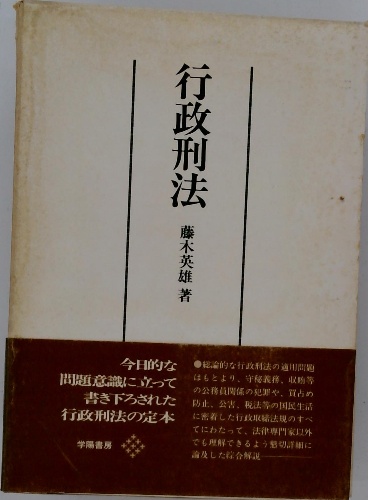 行政刑法
藤木英雄 著
今日的な
問題意識に立って
書き下ろされた
行政刑法の定本
学陽書房
●総論的な行政刑法の適用問題
はもとより、守秘義務、収賄等
の公務員関係の犯罪や、買占め
防止、公害、税法等の国民生活
に密着した行政取締法規のすべ
てにわたって、法律専門家以外
でも理解できるよう懇切詳細に
論及した綜合解説―――